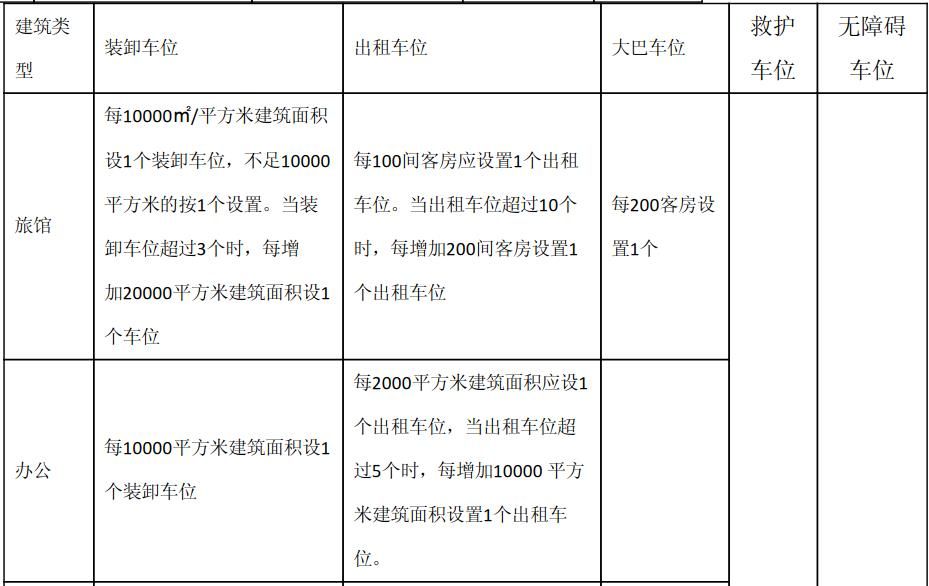 建筑类
型
装卸车位
出租车位
大巴车位
救护
车位
无障碍
车位
旅馆
每10000㎡/平方米建筑面积
设1个装卸车位，不足10000
平方米的按1个设置。当装
卸车位超过3个时，每增
加20000平方米建筑面积设1
个车位
每100间客房应设置1个出租
车位。当出租车位超过10个
时，每增加200间客房设置1
个出租车位
每200客房设
置1个
办公
每10000平方米建筑面积设1
个装卸车位
每2000平方米建筑面积应设1
个出租车位，当出租车位超
过5个时，每增加10000 平方
米建筑面积设置1个出租车
位。